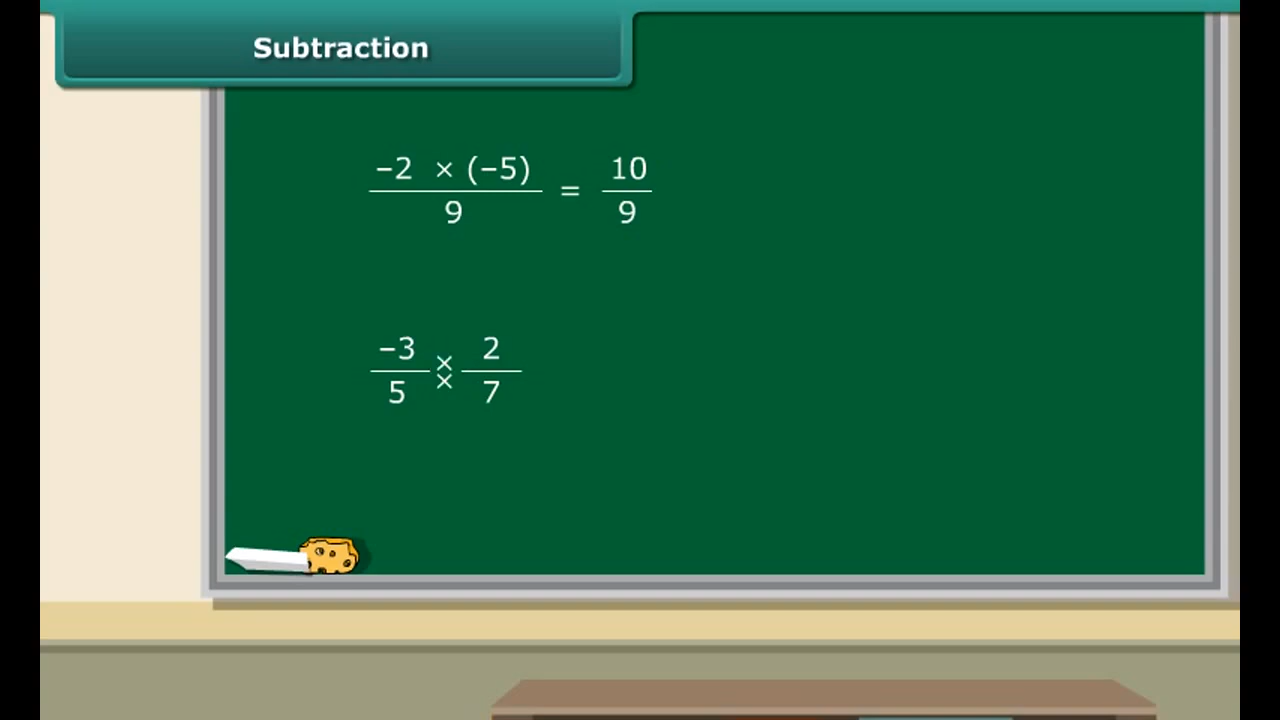 Subtraction
−2 × (−5) = 10
9 9
−3 × 2
×
5 7